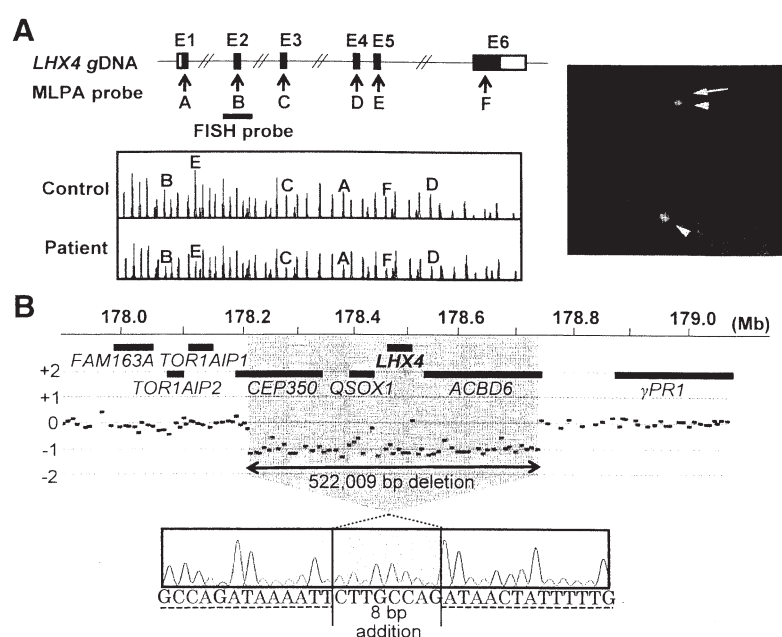 A
E1 E2 E3 E4 E5 E6
LHX4 gDNA
MLPA probe
A B C D E F
FISH probe
Control
B E C A F D
Patient
B E C A F D
B
178.0 178.2 178.4 178.6 178.8 179.0 (Mb)
FAM163A TOR1AIP1 LHX4
+2
TOR1AIP2 CEP350 QSOX1 ACBD6 γPR1
+1
0
-1
-2
522,009 bp deletion
GCCAGATAAAATTCTTGCCAGATAACTATTTTTG
8 bp
addition